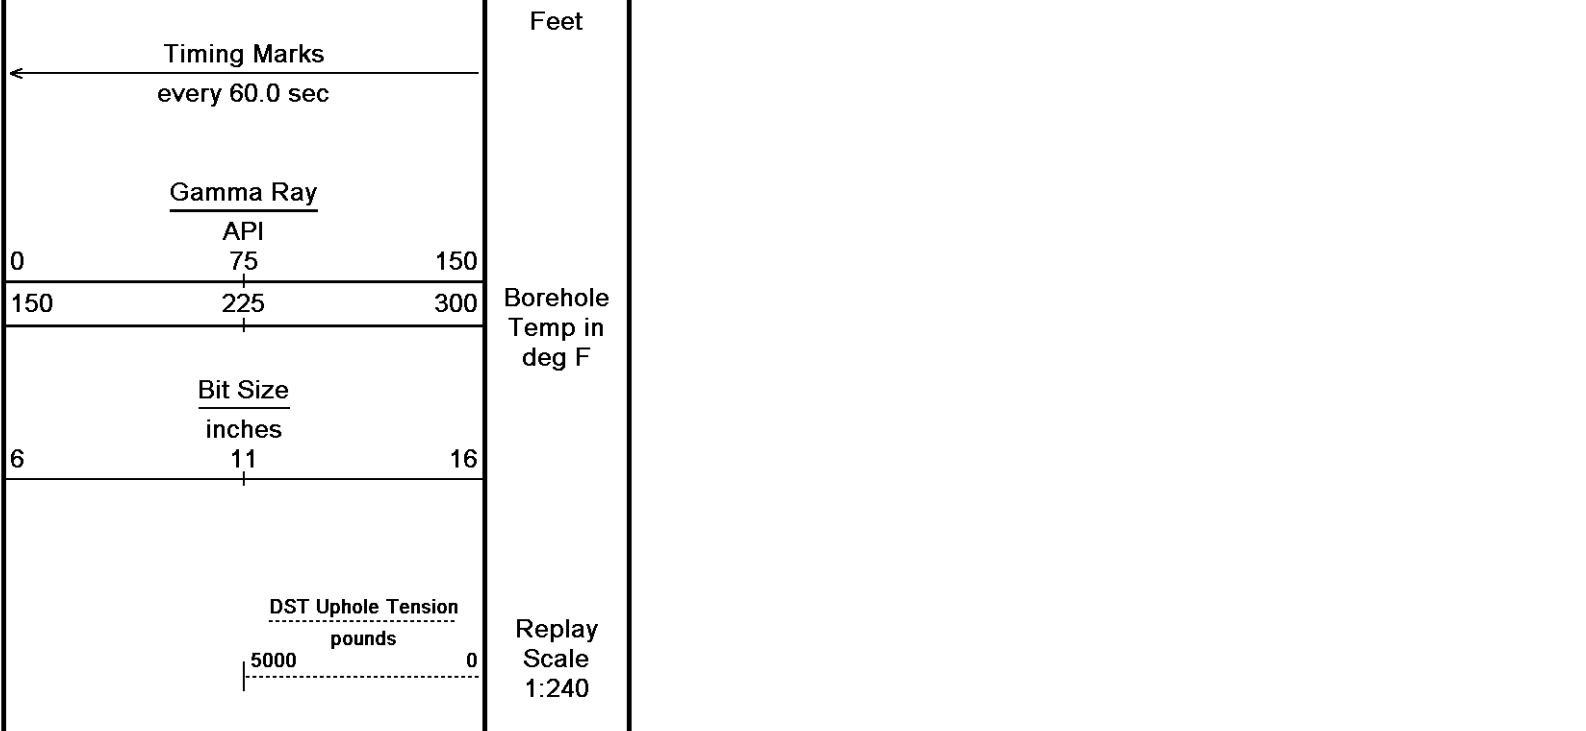 Feet
Timing Marks
every 60.0 sec
Gamma Ray
API
0 75 150
150 225 300
Borehole
Temp in
deg F
Bit Size
inches
6 11 16
DST Uphole Tension
pounds
5000 0
Replay
Scale
1:240